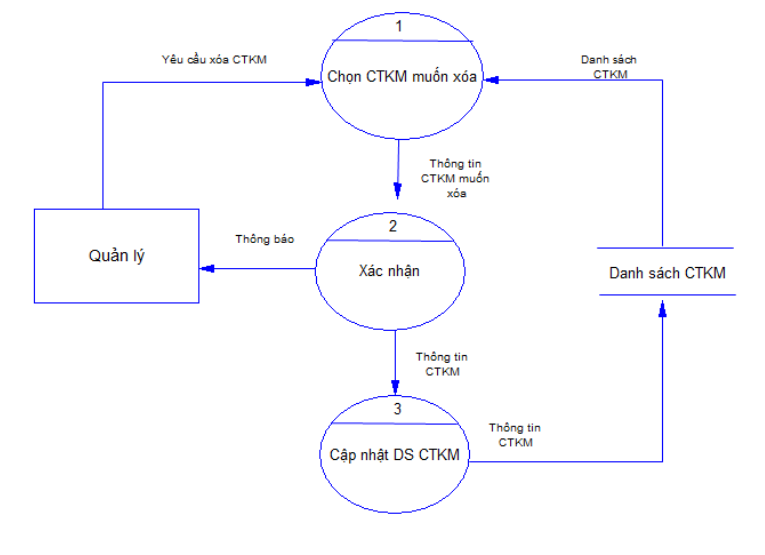 1
Yêu cầu xóa CTKM
Danh sách
CTKM
Chọn CTKM muốn xóa
Thông tin
CTKM muốn
xóa
2
Thông báo
Quản lý
Xác nhận
Danh sách CTKM
Thông tin
CTKM
3
Thông tin
CTKM
Cập nhật DS CTKM